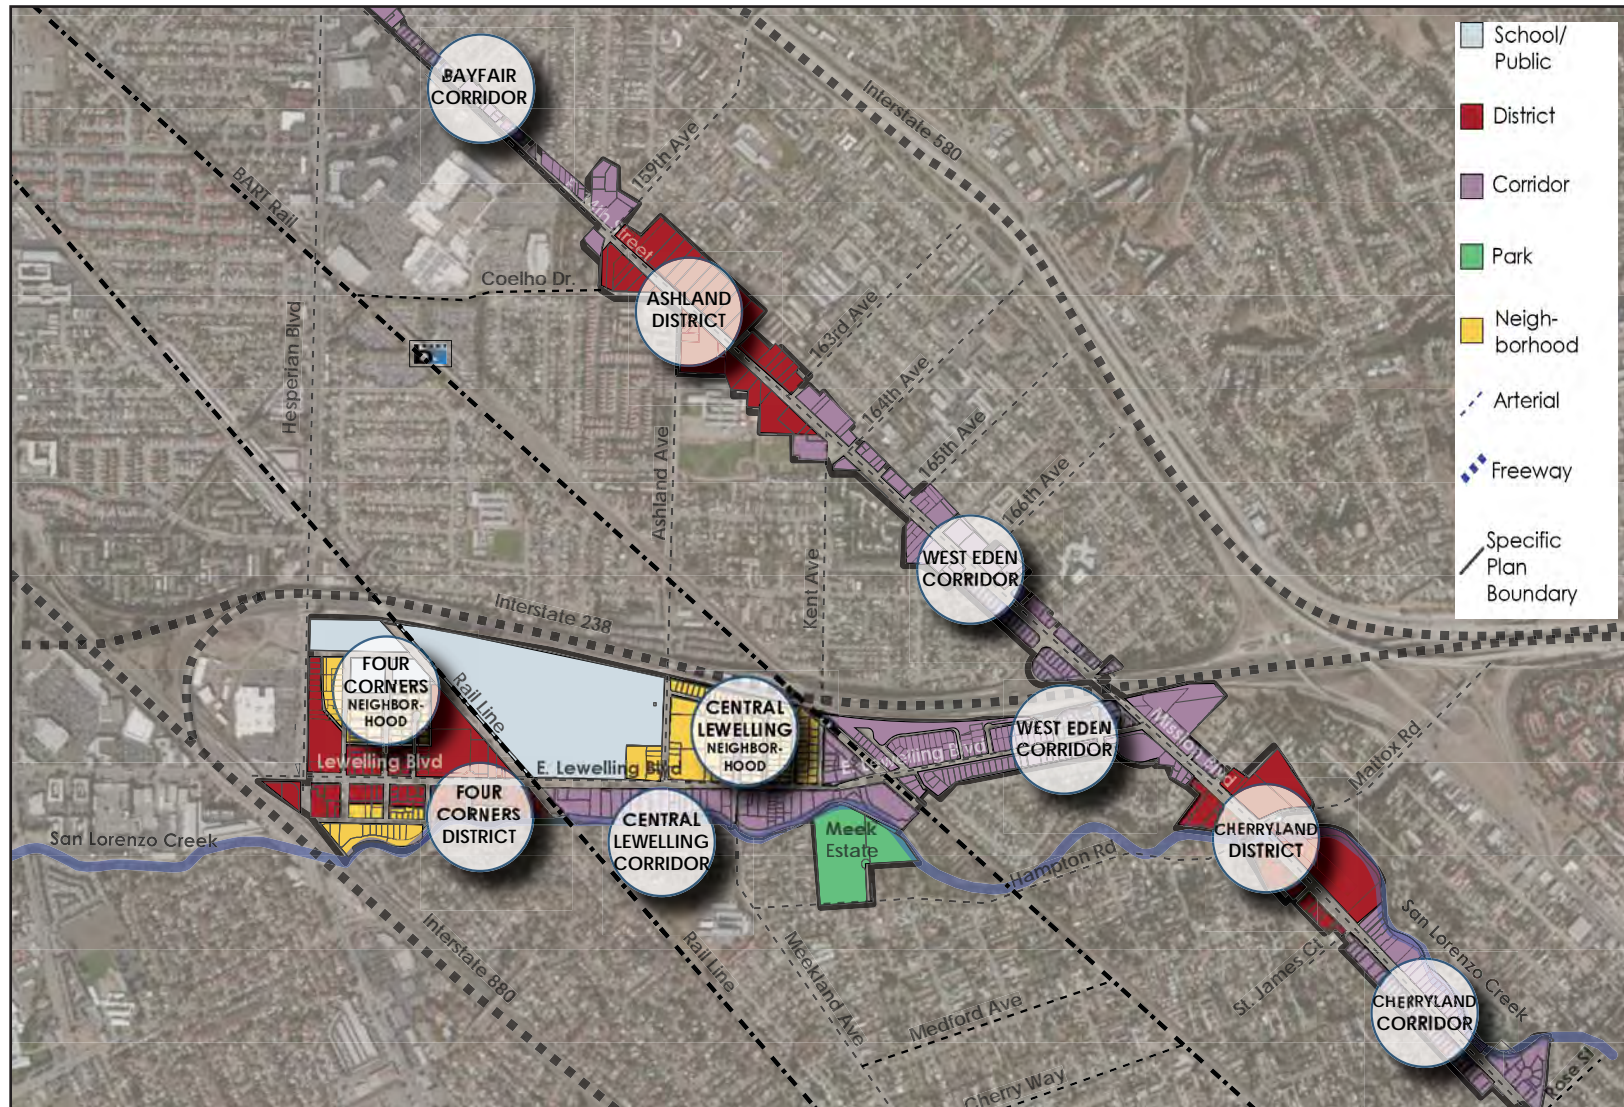 BAYFAIR
CORRIDOR
Interstate 580
159th Ave
BART Rail
Street
Coelho Dr.
ASHLAND
DISTRICT
Hesperian Blvd
163rd Ave
164th Ave
165th Ave
166th Ave
Ashland Ave
Kent Ave
WEST EDEN
CORRIDOR
Interstate 238
FOUR
CORNERS
NEIGHBOR-
HOOD
Rail Line
CENTRAL
LEWELLING
NEIGHBOR-
HOOD
WEST EDEN
CORRIDOR
Mission Blvd
Mattox Rd
Lewelling Blvd
E. Lewelling Blvd
E. Lewelling Blvd
FOUR
CORNERS
DISTRICT
CENTRAL
LEWELLING
CORRIDOR
Meek
Estate
CHERRYLAND
DISTRICT
San Lorenzo Creek
Hampton Rd
Interstate 880
Rail Line
Meekland Ave
Medford Ave
Cherry Way
St. James Ct
San Lorenzo Creek
CHERRYLAND
CORRIDOR
Rose St
School/
Public
District
Corridor
Park
Neigh-
borhood
Arterial
Freeway
Specific
Plan
Boundary